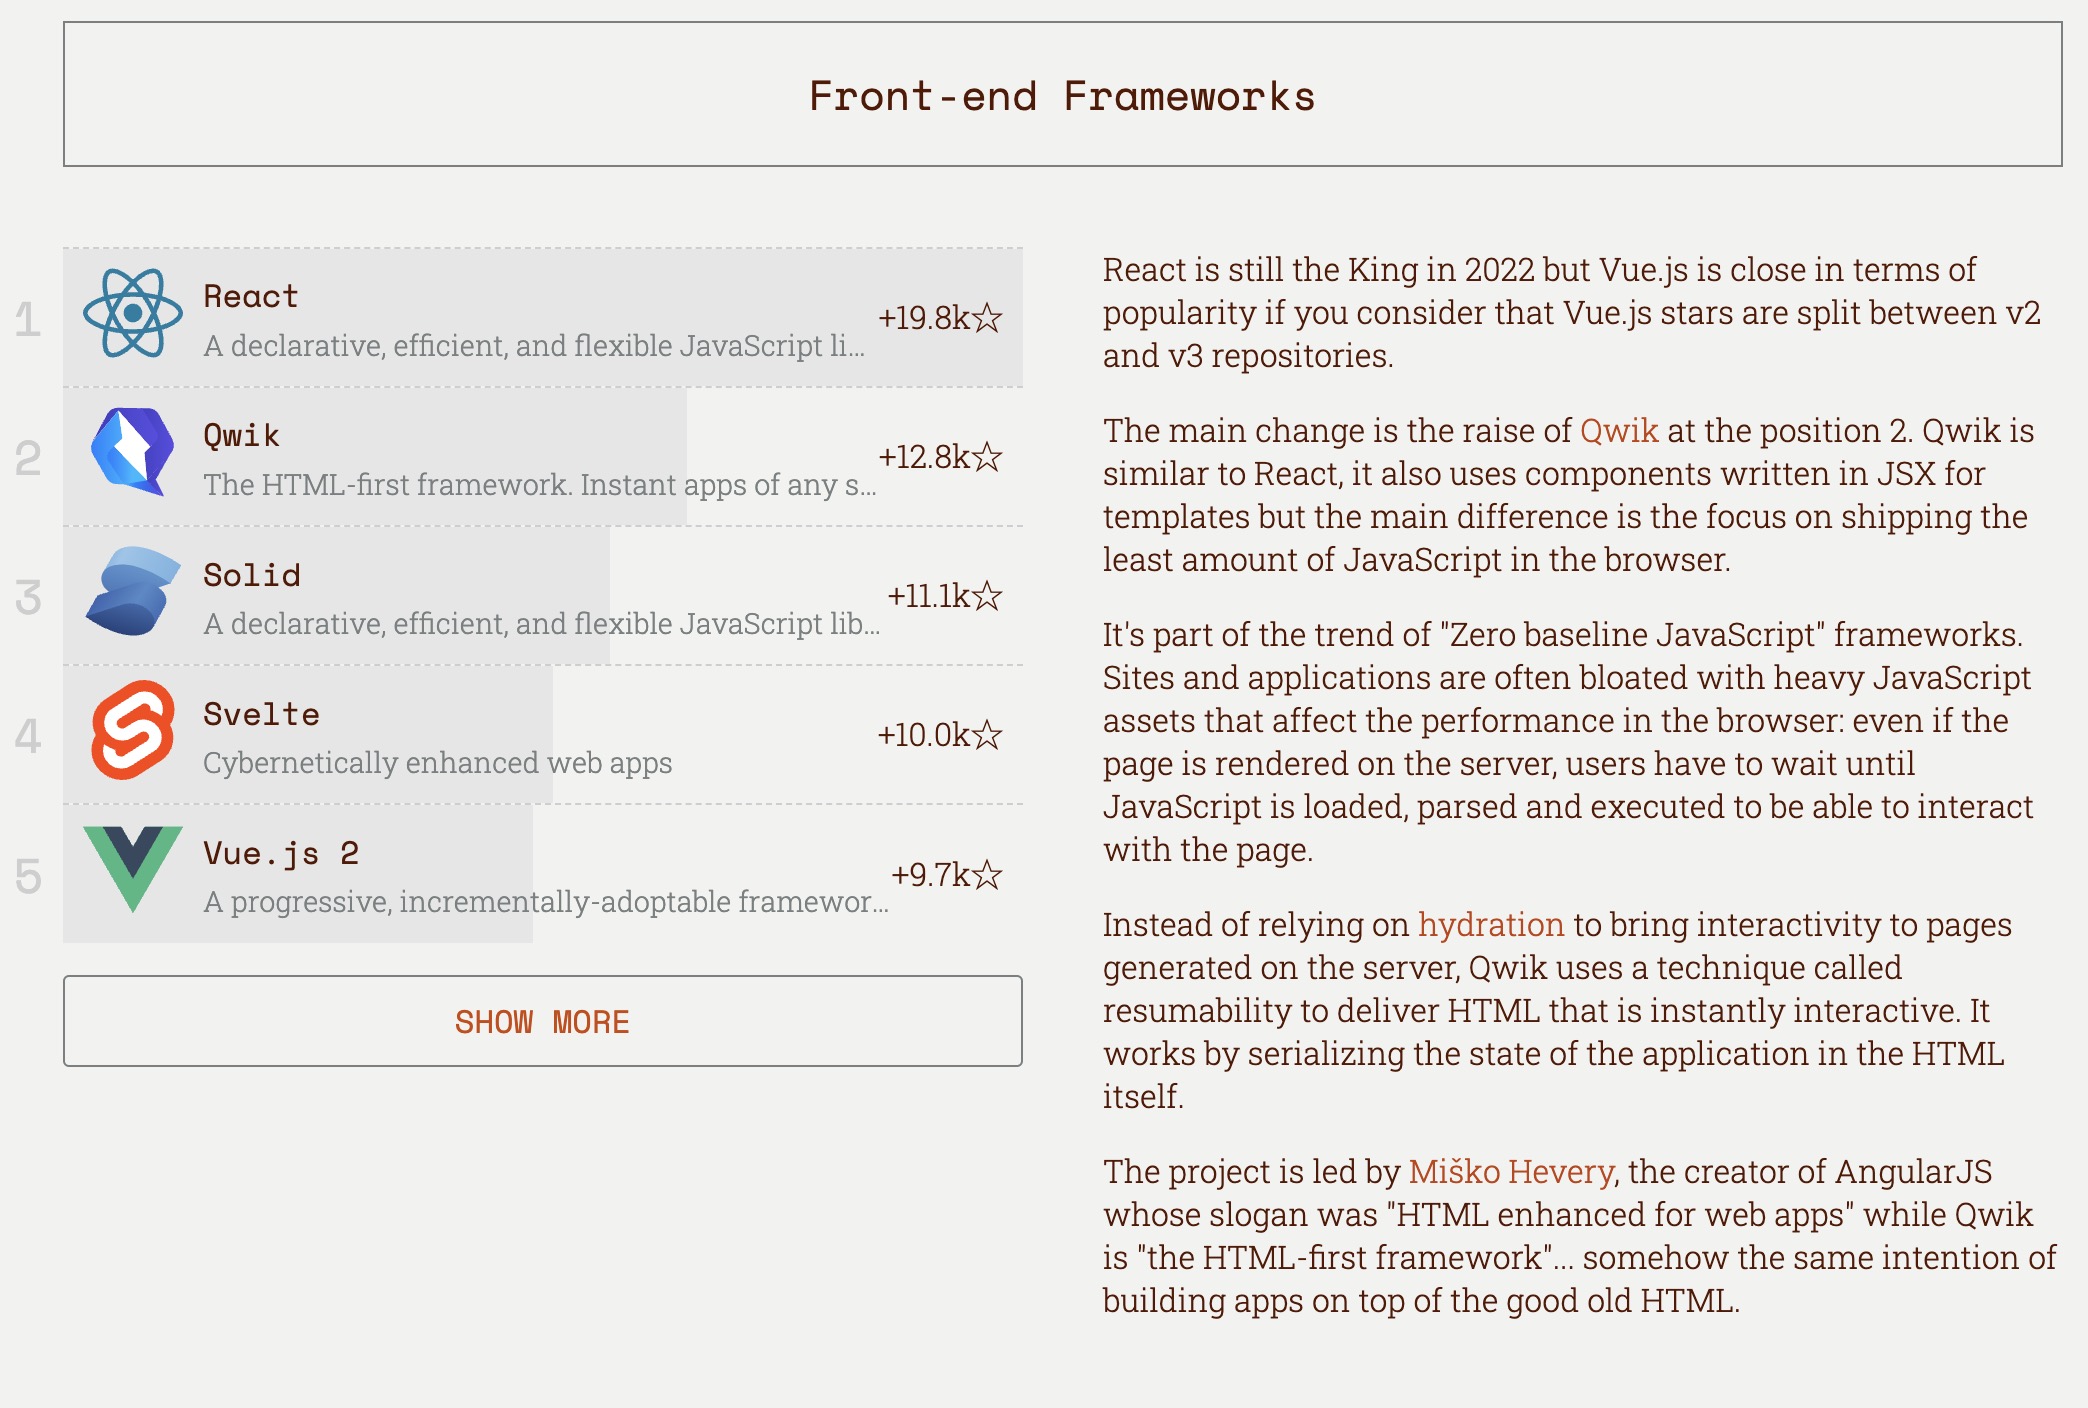 Front-end Frameworks
1
React
A declarative, efficient, and flexible JavaScript li...
+19.8k☆
2
Qwik
The HTML-first framework. Instant apps of any s...
+12.8k☆
3
Solid
A declarative, efficient, and flexible JavaScript lib...
+11.1k☆
4
Svelte
Cybernetically enhanced web apps
+10.0k☆
5
Vue.js 2
A progressive, incrementally-adoptable framewor...
+9.7k☆
SHOW MORE
React is still the King in 2022 but Vue.js is close in terms of
popularity if you consider that Vue.js stars are split between v2
and v3 repositories.
The main change is the raise of Qwik at the position 2. Qwik is
similar to React, it also uses components written in JSX for
templates but the main difference is the focus on shipping the
least amount of JavaScript in the browser.
It's part of the trend of "Zero baseline JavaScript" frameworks.
Sites and applications are often bloated with heavy JavaScript
assets that affect the performance in the browser: even if the
page is rendered on the server, users have to wait until
JavaScript is loaded, parsed and executed to be able to interact
with the page.
Instead of relying on hydration to bring interactivity to pages
generated on the server, Qwik uses a technique called
resumability to deliver HTML that is instantly interactive. It
works by serializing the state of the application in the HTML
itself.
The project is led by Miško Hevery, the creator of AngularJS
whose slogan was "HTML enhanced for web apps" while Qwik
is "the HTML-first framework"... somehow the same intention of
building apps on top of the good old HTML.